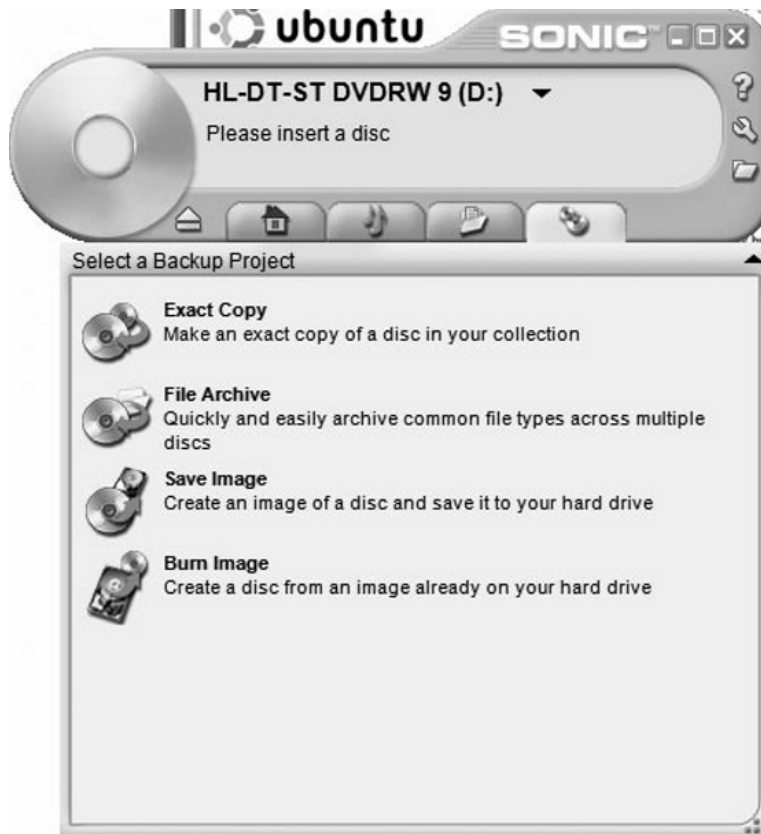 ubuntu
SONIC™
HL-DT-ST DVDRW 9 (D:)
Please insert a disc
Select a Backup Project
Exact Copy
Make an exact copy of a disc in your collection
File Archive
Quickly and easily archive common file types across multiple
discs
Save Image
Create an image of a disc and save it to your hard drive
Burn Image
Create a disc from an image already on your hard drive